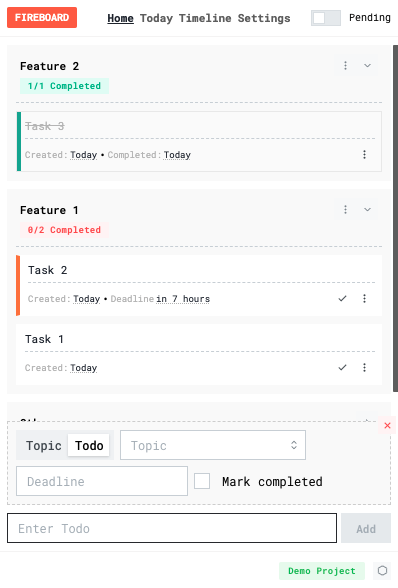 FIREBOARD Home Today Timeline Settings Pending
Feature 2
1/1 Completed
Task 3
Created: Today • Completed: Today
Feature 1
0/2 Completed
Task 2
Created: Today • Deadline in 7 hours
Task 1
Created: Today
Topic Todo Topic
Deadline Mark completed
Enter Todo Add
Demo Project